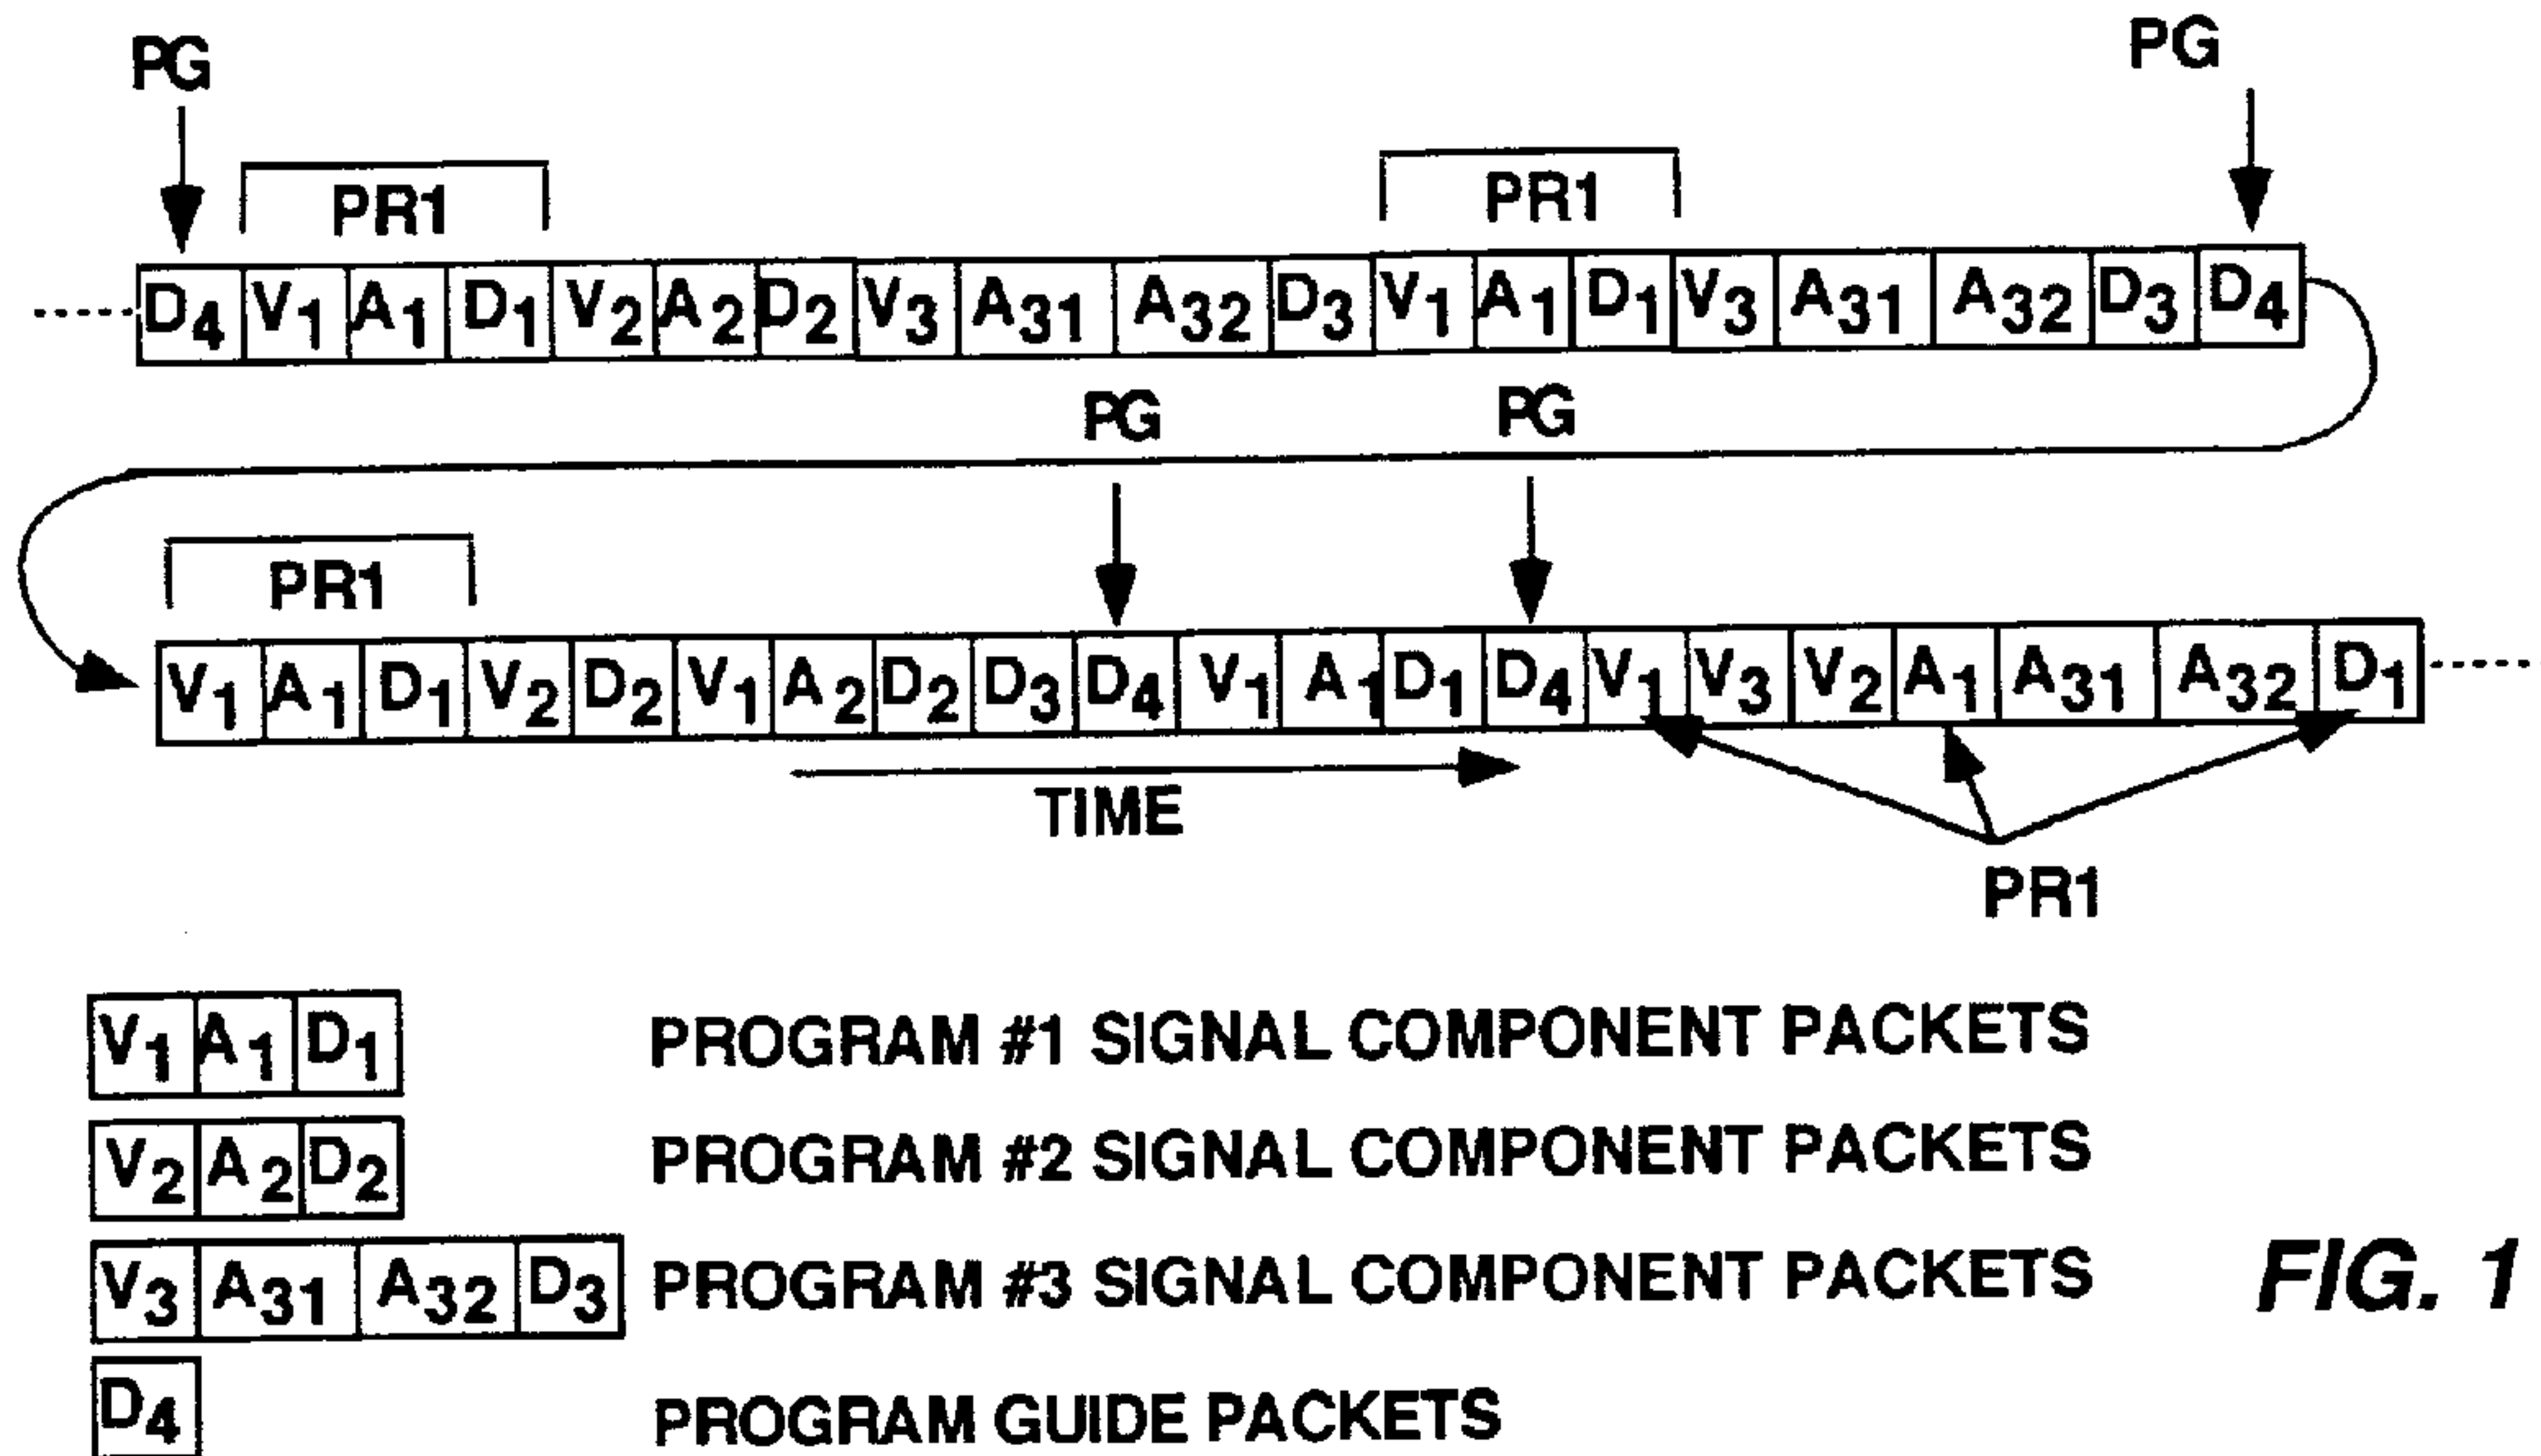 PG PG
PR1 PR1
D4 V1 A1 D1 V2 A2 D2 V3 A31 A32 D3 V1 A1 D1 V3 A31 A32 D3 D4
PG PG
PR1
V1 A1 D1 V2 D2 V1 A2 D2 D3 D4 V1 A1 D1 D4 V1 V3 V2 A1 A31 A32 D1
TIME
PR1
V1 A1 D1 PROGRAM #1 SIGNAL COMPONENT PACKETS
V2 A2 D2 PROGRAM #2 SIGNAL COMPONENT PACKETS
V3 A31 A32 D3 PROGRAM #3 SIGNAL COMPONENT PACKETS
FIG. 1
D4 PROGRAM GUIDE PACKETS